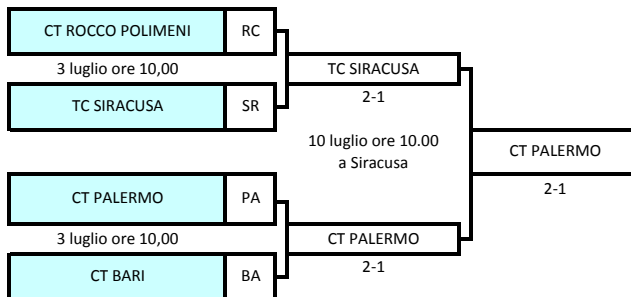 CT ROCCO POLIMENI RC
3 luglio ore 10,00
TC SIRACUSA SR
TC SIRACUSA
2-1
10 luglio ore 10.00
a Siracusa
CT PALERMO
2-1
CT PALERMO PA
3 luglio ore 10,00
CT BARI BA
CT PALERMO
2-1